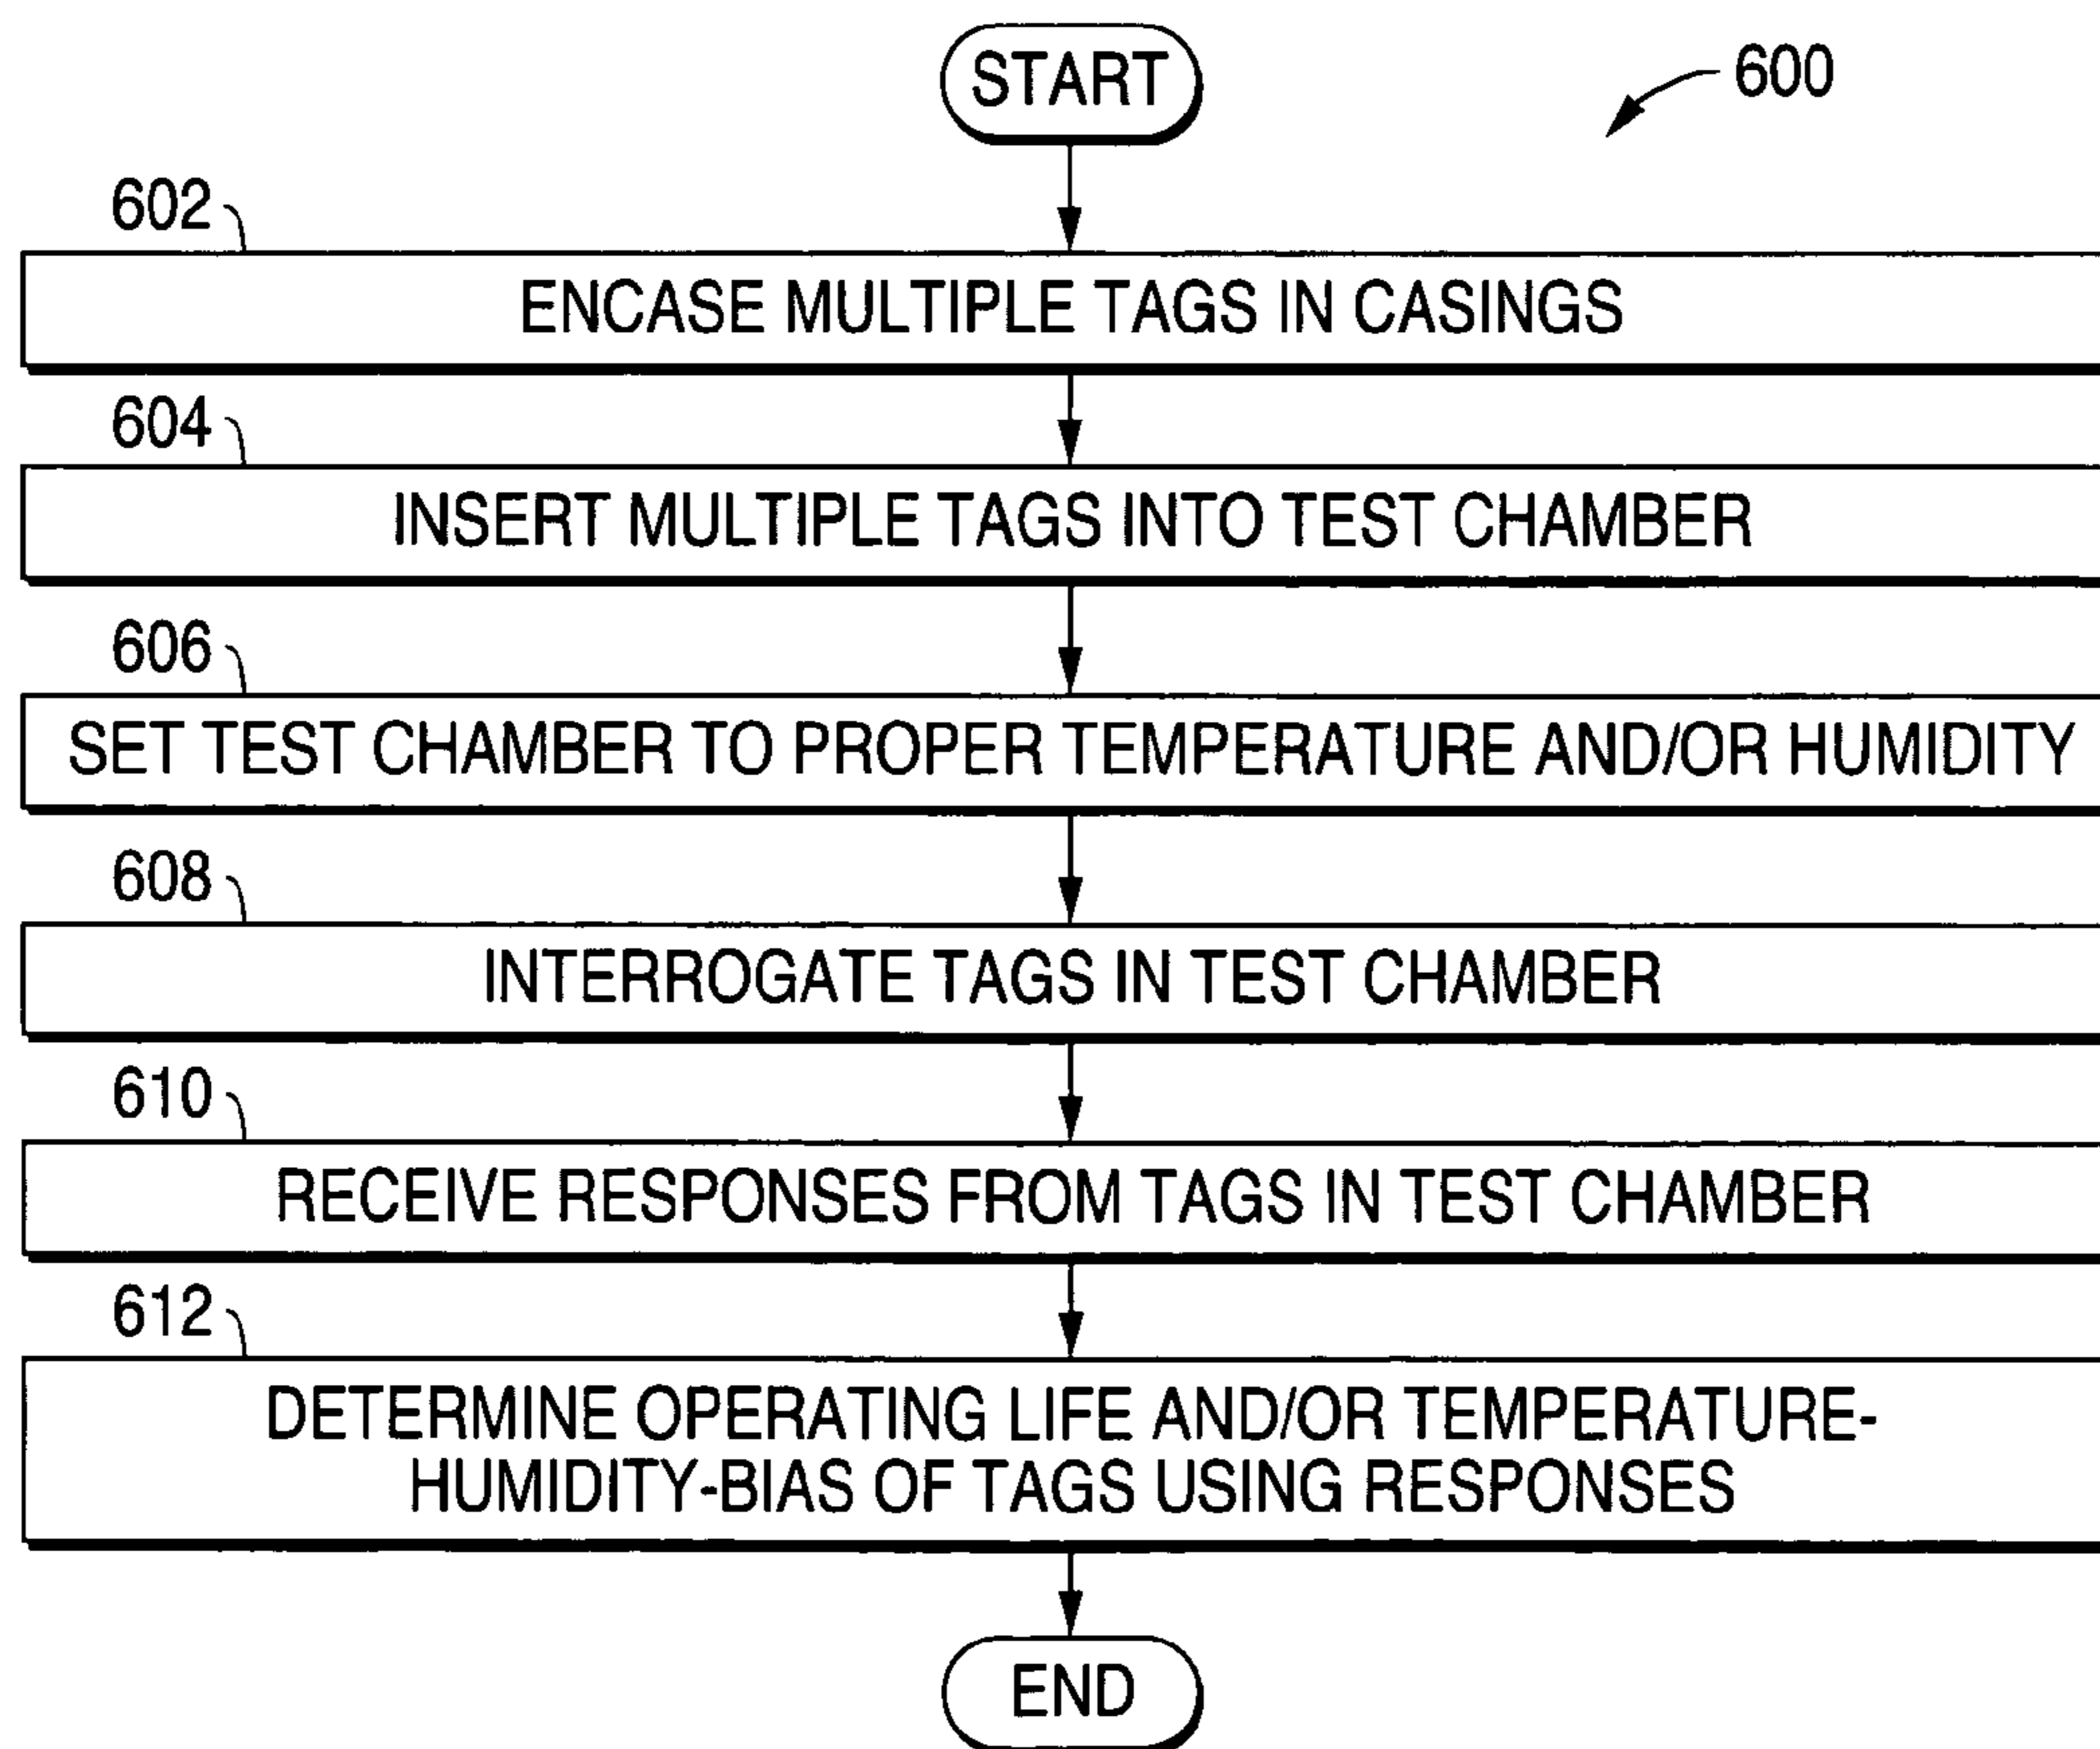 START
600
602
ENCASE MULTIPLE TAGS IN CASINGS
604
INSERT MULTIPLE TAGS INTO TEST CHAMBER
606
SET TEST CHAMBER TO PROPER TEMPERATURE AND/OR HUMIDITY
608
INTERROGATE TAGS IN TEST CHAMBER
610
RECEIVE RESPONSES FROM TAGS IN TEST CHAMBER
612
DETERMINE OPERATING LIFE AND/OR TEMPERATURE-
HUMIDITY-BIAS OF TAGS USING RESPONSES
END